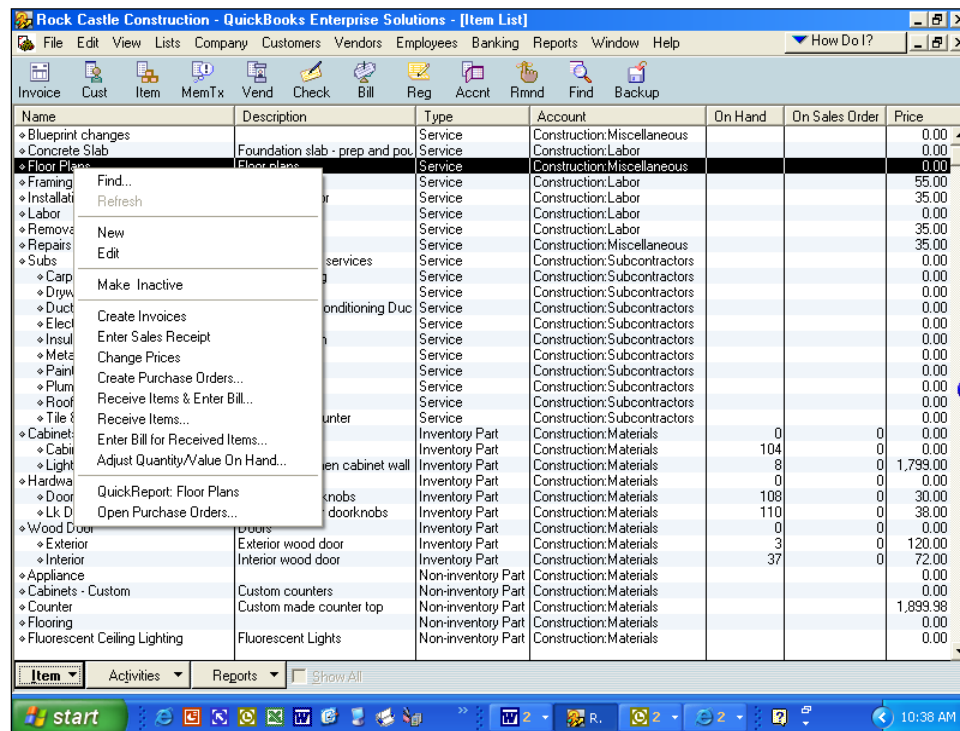 Rock Castle Construction - QuickBooks Enterprise Solutions - [Item List]
File Edit View Lists Company Customers Vendors Employees Banking Reports Window Help How Do I?
Invoice Cust Item MemTx Vend Check Bill Reg Accnt Rmnd Find Backup
Name Description Type Account On Hand On Sales Order Price
Blueprint changes Service Construction:Miscellaneous 0.00
Concrete Slab Foundation slab - prep and pou Service Construction:Labor 0.00
Floor Plans Floor plans Service Construction:Miscellaneous 0.00
Framing Service Construction:Labor 55.00
Installati or Service Construction:Labor 35.00
Labor Service Construction:Labor 0.00
Remova Service Construction:Labor 35.00
Repairs Service Construction:Miscellaneous 35.00
Subs services Service Construction:Subcontractors 0.00
Carp g Service Construction:Subcontractors 0.00
Dryw Service Construction:Subcontractors 0.00
Duct onditioning Duc Service Construction:Subcontractors 0.00
Elect Service Construction:Subcontractors 0.00
Insul n Service Construction:Subcontractors 0.00
Meta Service Construction:Subcontractors 0.00
Paint Service Construction:Subcontractors 0.00
Plum Service Construction:Subcontractors 0.00
Roof Service Construction:Subcontractors 0.00
Tile & unter Service Construction:Subcontractors 0.00
Cabinet Inventory Part Construction:Materials 0 0 0.00
Cabi Inventory Part Construction:Materials 104 0 0.00
Light en cabinet wall Inventory Part Construction:Materials 8 0 1,799.00
Hardwa Inventory Part Construction:Materials 0 0 0.00
Door knobs Inventory Part Construction:Materials 108 0 30.00
Lk D doorknobs Inventory Part Construction:Materials 110 0 38.00
Wood Door Doors Inventory Part Construction:Materials 0 0 0.00
Exterior Exterior wood door Inventory Part Construction:Materials 3 0 120.00
Interior Interior wood door Inventory Part Construction:Materials 37 0 72.00
Appliance Non-inventory Part Construction:Materials 0.00
Cabinets - Custom Custom counters Non-inventory Part Construction:Materials 0.00
Counter Custom made counter top Non-inventory Part Construction:Materials 1,899.98
Flooring Non-inventory Part Construction:Materials 0.00
Fluorescent Ceiling Lighting Fluorescent Lights Non-inventory Part Construction:Materials 0.00
Find...
Refresh
New
Edit
Make Inactive
Create Invoices
Enter Sales Receipt
Change Prices
Create Purchase Orders...
Receive Items & Enter Bill...
Receive Items...
Enter Bill for Received Items...
Adjust Quantity/Value On Hand...
QuickReport: Floor Plans
Open Purchase Orders...
Item Activities Reports Show All
start 2 R. 2 2 10:38 AM